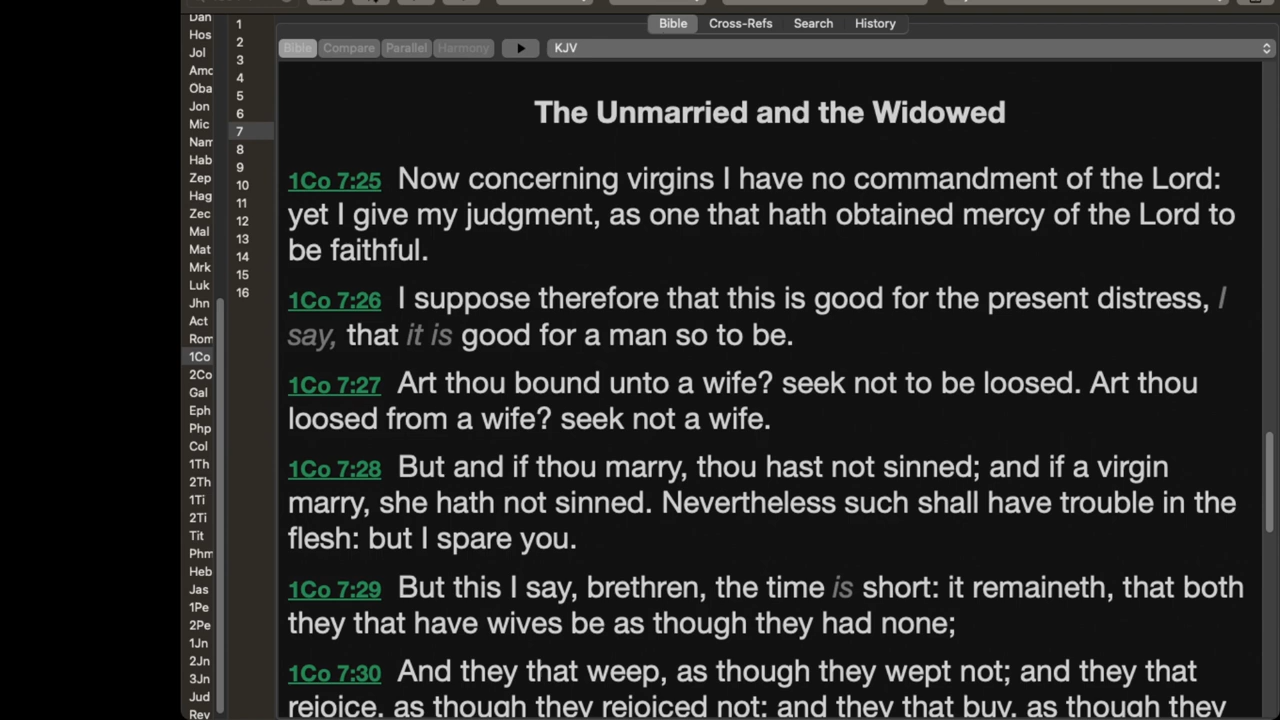 Bible Cross-Refs Search History
Bible Compare Parallel Harmony KJV
Dan
Hos
Jol
Amo
Oba
Jon
Mic
Nam
Hab
Zep
Hag
Zec
Mal
Mat
Mrk
Luk
Jhn
Act
Rom
1Co
2Co
Gal
Eph
Php
Col
1Th
2Th
1Ti
2Ti
Tit
Phm
Heb
Jas
1Pe
2Pe
1Jn
2Jn
3Jn
Jud
Rev
1
2
3
4
5
6
7
8
9
10
11
12
13
14
15
16
The Unmarried and the Widowed
1Co 7:25 Now concerning virgins I have no commandment of the Lord:
yet I give my judgment, as one that hath obtained mercy of the Lord to
be faithful.
1Co 7:26 I suppose therefore that this is good for the present distress, I
say, that it is good for a man so to be.
1Co 7:27 Art thou bound unto a wife? seek not to be loosed. Art thou
loosed from a wife? seek not a wife.
1Co 7:28 But and if thou marry, thou hast not sinned; and if a virgin
marry, she hath not sinned. Nevertheless such shall have trouble in the
flesh: but I spare you.
1Co 7:29 But this I say, brethren, the time is short: it remaineth, that both
they that have wives be as though they had none;
1Co 7:30 And they that weep, as though they wept not; and they that
rejoice, as though they rejoiced not; and they that buy, as though they